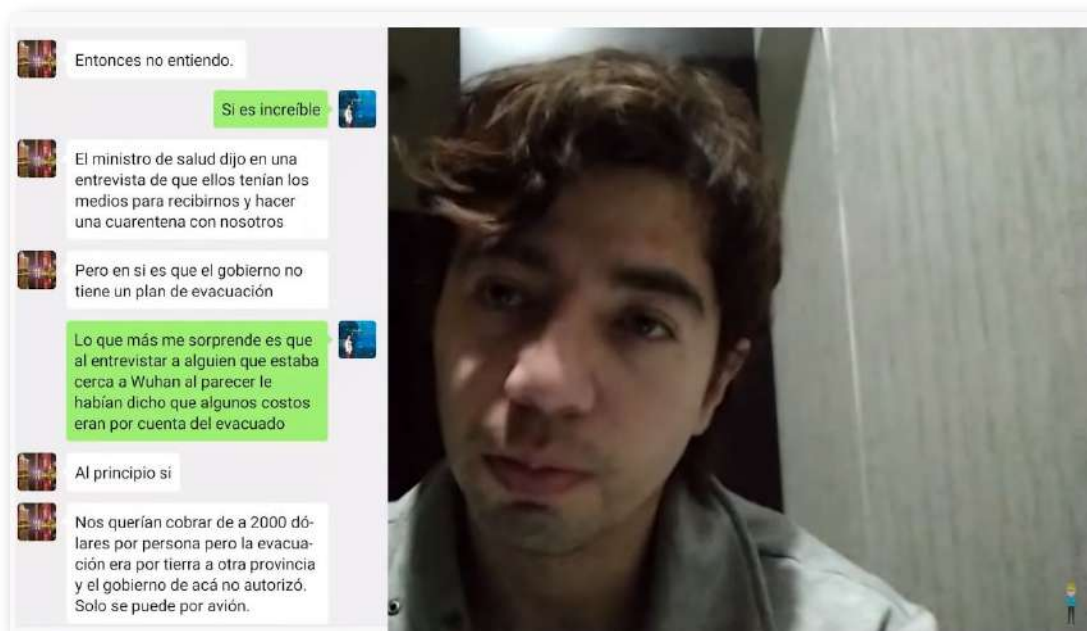 Entonces no entiendo.
Si es increíble
El ministro de salud dijo en una
entrevista de que ellos tenían los
medios para recibirnos y hacer
una cuarentena con nosotros
Pero en si es que el gobierno no
tiene un plan de evacuación
Lo que más me sorprende es que
al entrevistar a alguien que estaba
cerca a Wuhan al parecer le
habían dicho que algunos costos
eran por cuenta del evacuado
Al principio si
Nos querían cobrar de a 2000 dó-
lares por persona pero la evacua-
ción era por tierra a otra provincia
y el gobierno de acá no autorizó.
Solo se puede por avión.